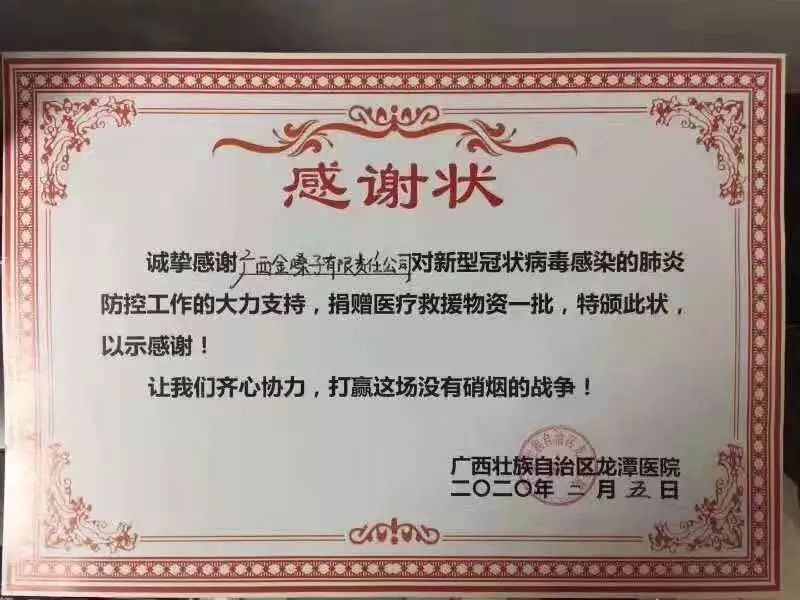 感谢状
诚挚感谢广西金嗓子有限责任公司对新型冠状病毒感染的肺炎
防控工作的大力支持，捐赠医疗救援物资一批，特颁此状，
以示感谢！
让我们齐心协力，打赢这场没有硝烟的战争！
广西壮族自治区龙潭医院
二〇二〇年二月五日